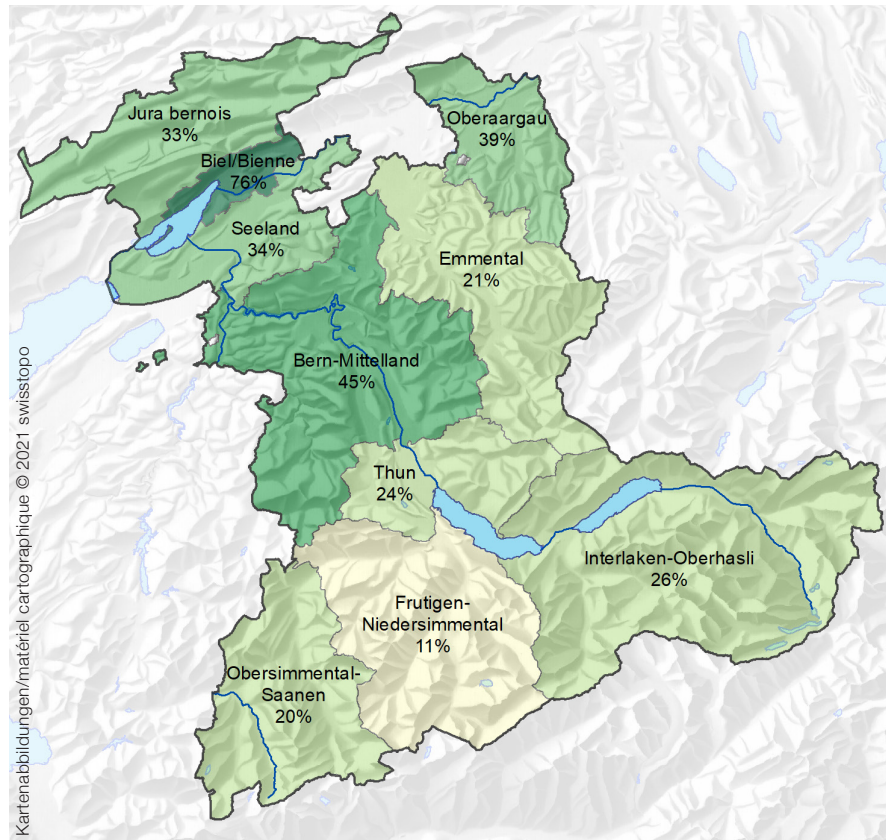 Jura bernois
33%
Oberaargau
39%
Biel/Bienne
76%
Seeland
34%
Emmental
21%
Bern-Mittelland
45%
Thun
24%
Interlaken-Oberhasli
26%
Frutigen-
Niedersimmental
11%
Obersimmental-
Saanen
20%
Kartenabbildungen/matériel cartographique © 2021 swisstopo